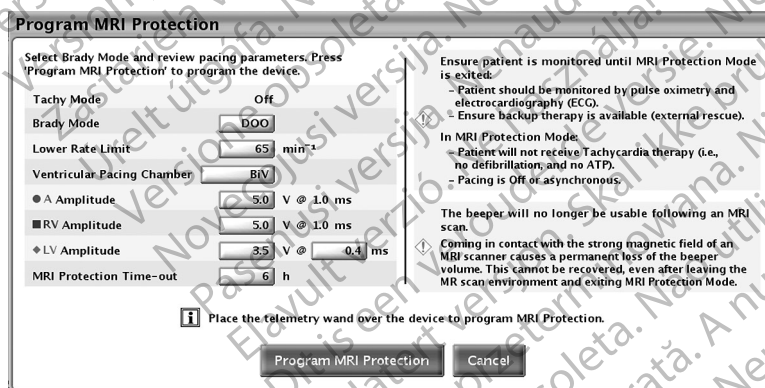 Program MRI Protection
Select Brady Mode and review pacing parameters. Press
'Program MRI Protection' to program the device.
Tachy Mode Off
Brady Mode DOO
Lower Rate Limit 65 min⁻¹
Ventricular Pacing Chamber BiV
● A Amplitude 5.0 V @ 1.0 ms
■ RV Amplitude 5.0 V @ 1.0 ms
◆ LV Amplitude 3.5 V @ 0.4 ms
MRI Protection Time-out 6 h
Ensure patient is monitored until MRI Protection Mode
is exited:
- Patient should be monitored by pulse oximetry and
electrocardiography (ECG).
- Ensure backup therapy is available (external rescue).
In MRI Protection Mode:
- Patient will not receive Tachycardia therapy (i.e.,
no defibrillation, and no ATP).
- Pacing is Off or asynchronous.
The beeper will no longer be usable following an MRI
scan.
Coming in contact with the strong magnetic field of an
MRI scanner causes a permanent loss of the beeper
volume. This cannot be recovered, even after leaving the
MR scan environment and exiting MRI Protection Mode.
i Place the telemetry wand over the device to program MRI Protection.
Program MRI Protection Cancel